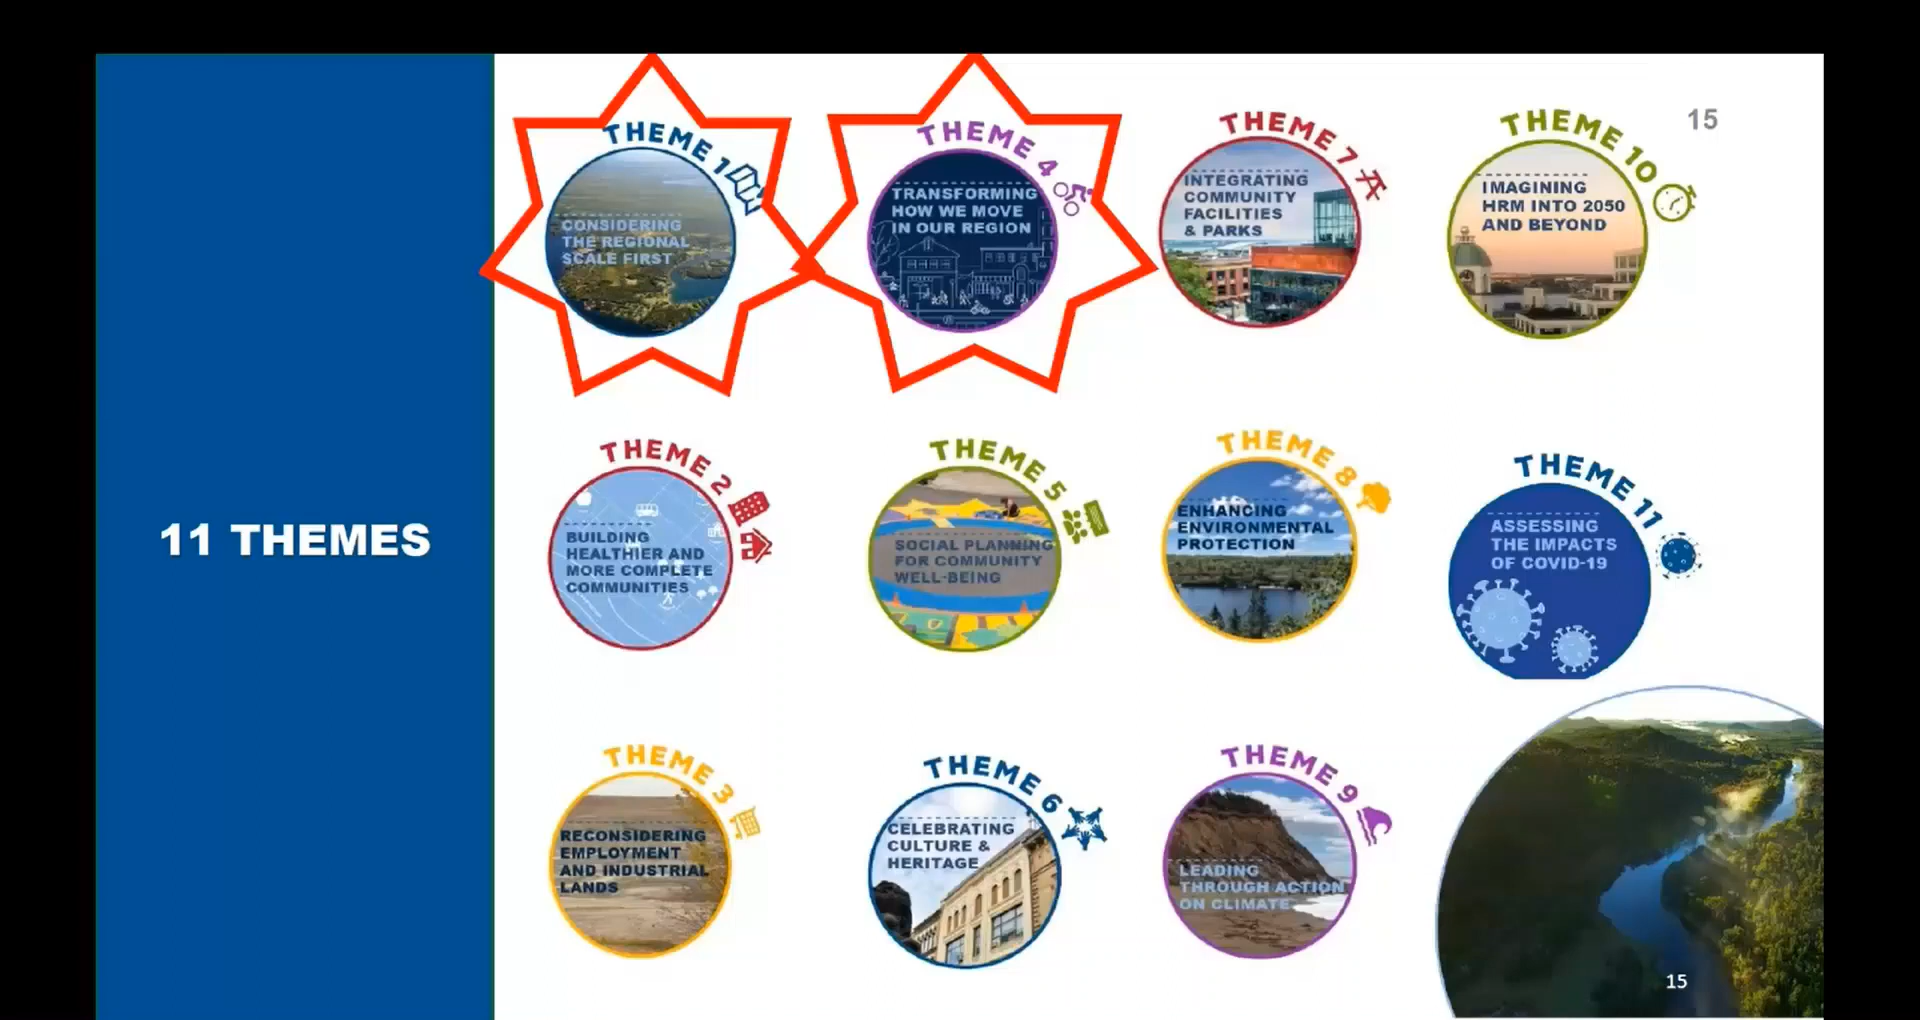 11 THEMES
15
THEME 1
CONSIDERING
THE REGIONAL
SCALE FIRST
THEME 4
TRANSFORMING
HOW WE MOVE
IN OUR REGION
THEME 7
INTEGRATING
COMMUNITY
FACILITIES
& PARKS
THEME 10
IMAGINING
HRM INTO 2050
AND BEYOND
THEME 2
BUILDING
HEALTHIER AND
MORE COMPLETE
COMMUNITIES
THEME 5
SOCIAL PLANNING
FOR COMMUNITY
WELL-BEING
THEME 8
ENHANCING
ENVIRONMENTAL
PROTECTION
THEME 11
ASSESSING
THE IMPACTS
OF COVID-19
THEME 3
RECONSIDERING
EMPLOYMENT
AND INDUSTRIAL
LANDS
THEME 6
CELEBRATING
CULTURE &
HERITAGE
THEME 9
LEADING
THROUGH ACTION
ON CLIMATE
15